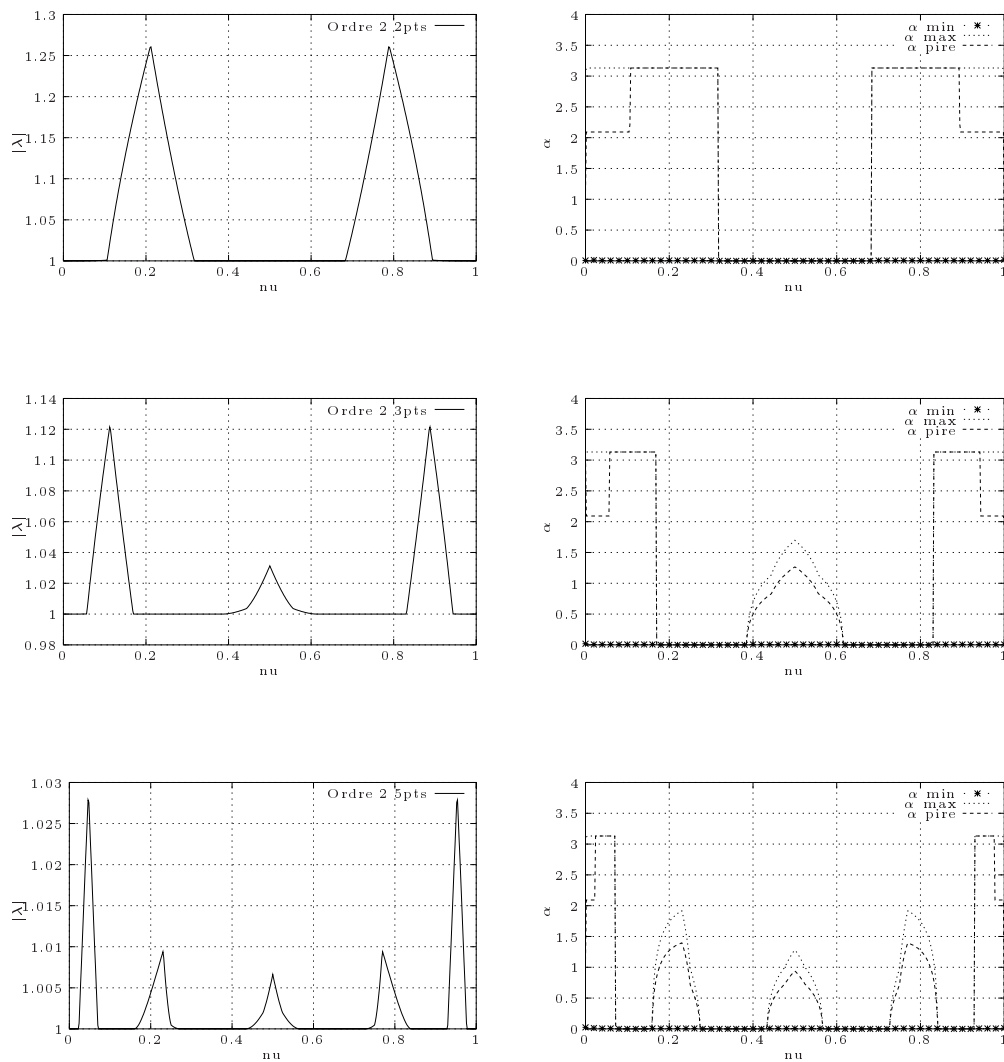 1.3
1.25
1.2
1.15
1.1
1.05
1
|λ|
0 0.2 0.4 0.6 0.8 1
nu
Ordre 2 2pts
4
3.5
3
2.5
2
1.5
1
0.5
0
α
0 0.2 0.4 0.6 0.8 1
nu
α min
α max
α pire
1.14
1.12
1.1
1.08
1.06
1.04
1.02
1
0.98
|λ|
0 0.2 0.4 0.6 0.8 1
nu
Ordre 2 3pts
4
3.5
3
2.5
2
1.5
1
0.5
0
α
0 0.2 0.4 0.6 0.8 1
nu
α min
α max
α pire
1.03
1.025
1.02
1.015
1.01
1.005
1
|λ|
0 0.2 0.4 0.6 0.8 1
nu
Ordre 2 5pts
4
3.5
3
2.5
2
1.5
1
0.5
0
α
0 0.2 0.4 0.6 0.8 1
nu
α min
α max
α pire